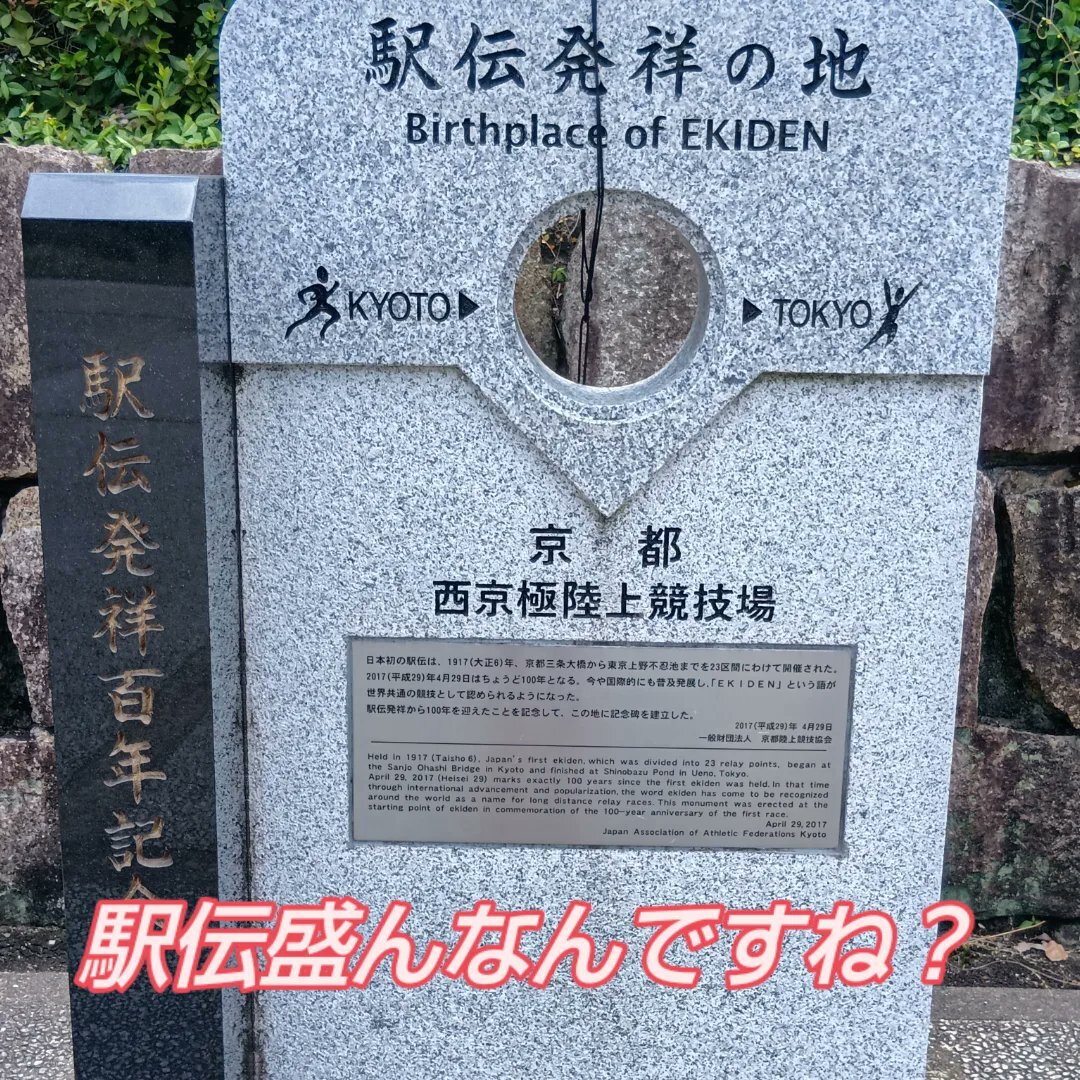 駅伝発祥の地
Birthplace of EKIDEN
KYOTO
TOKYO
京都
西京極陸上競技場
日本初の駅伝は、1917(大正6)年、京都三条大橋から東京上野不忍池までを23区間にわけて開催された。
2017(平成29)年4月29日はちょうど100年となる。今や国際的にも普及発展し、「EKIDEN」という語が
世界共通の競技として認められるようになった。
駅伝発祥から100年を迎えたことを記念して、この地に記念碑を建立した。
2017(平成29)年 4月29日
一般財団法人 京都陸上競技協会
Held in 1917 (Taisho 6), Japan's first ekiden, which was divided into 23 relay points, began at
the Sanjo Ohashi Bridge in Kyoto and finished at Shinobazu Pond in Ueno, Tokyo.
April 29, 2017 (Heisei 29) marks exactly 100 years since the first ekiden was held. In that time
through international advancement and popularization, the word ekiden has come to be recognized
around the world as a name for long distance relay races. This monument was erected at the
starting point of ekiden in commemoration of the 100-year anniversary of the first race.
April 29, 2017
Japan Association of Athletic Federations Kyoto
駅伝発祥百年記
駅伝盛んなんですね？